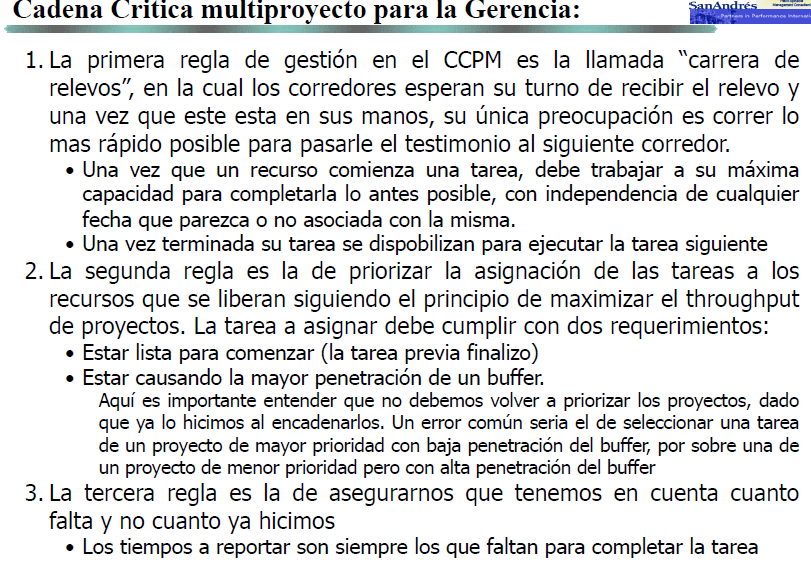 Cadena Critica multiproyecto para la Gerencia:
SanAndrés
Partners in Performance Internati
1. La primera regla de gestión en el CCPM es la llamada “carrera de
relevos”, en la cual los corredores esperan su turno de recibir el relevo y
una vez que este esta en sus manos, su única preocupación es correr lo
mas rápido posible para pasarle el testimonio al siguiente corredor.
• Una vez que un recurso comienza una tarea, debe trabajar a su máxima
capacidad para completarla lo antes posible, con independencia de cualquier
fecha que parezca o no asociada con la misma.
• Una vez terminada su tarea se dispobilizan para ejecutar la tarea siguiente
2. La segunda regla es la de priorizar la asignación de las tareas a los
recursos que se liberan siguiendo el principio de maximizar el throughput
de proyectos. La tarea a asignar debe cumplir con dos requerimientos:
• Estar lista para comenzar (la tarea previa finalizo)
• Estar causando la mayor penetración de un buffer.
Aquí es importante entender que no debemos volver a priorizar los proyectos, dado
que ya lo hicimos al encadenarlos. Un error común seria el de seleccionar una tarea
de un proyecto de mayor prioridad con baja penetración del buffer, por sobre una de
un proyecto de menor prioridad pero con alta penetración del buffer
3. La tercera regla es la de asegurarnos que tenemos en cuenta cuanto
falta y no cuanto ya hicimos
• Los tiempos a reportar son siempre los que faltan para completar la tarea